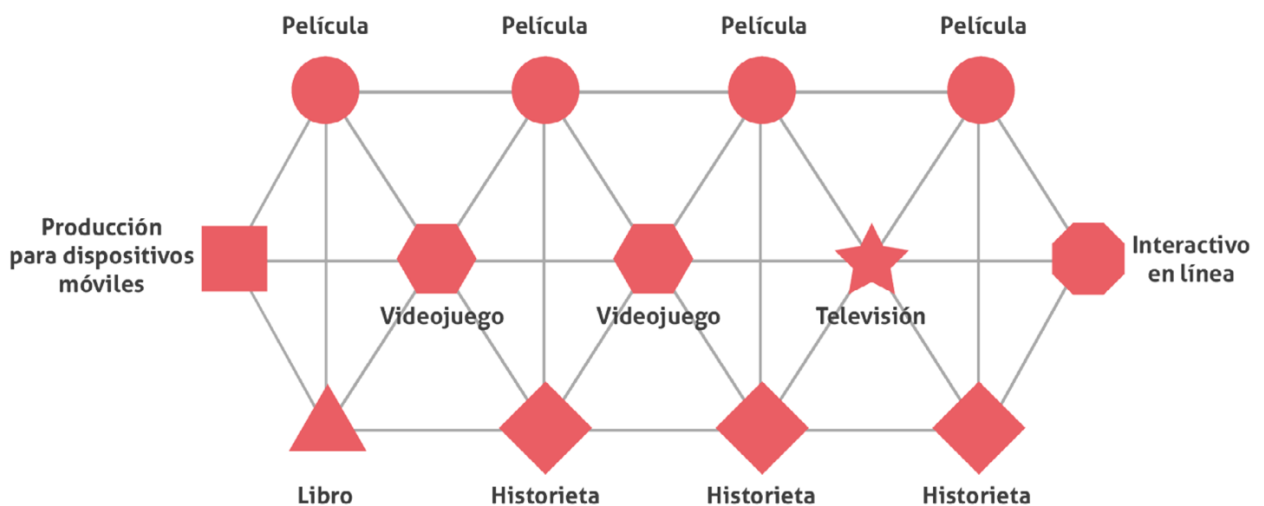 Película
Película
Película
Película
Producción
para dispositivos
móviles
Interactivo
en línea
Videojuego
Videojuego
Televisión
Libro
Historieta
Historieta
Historieta